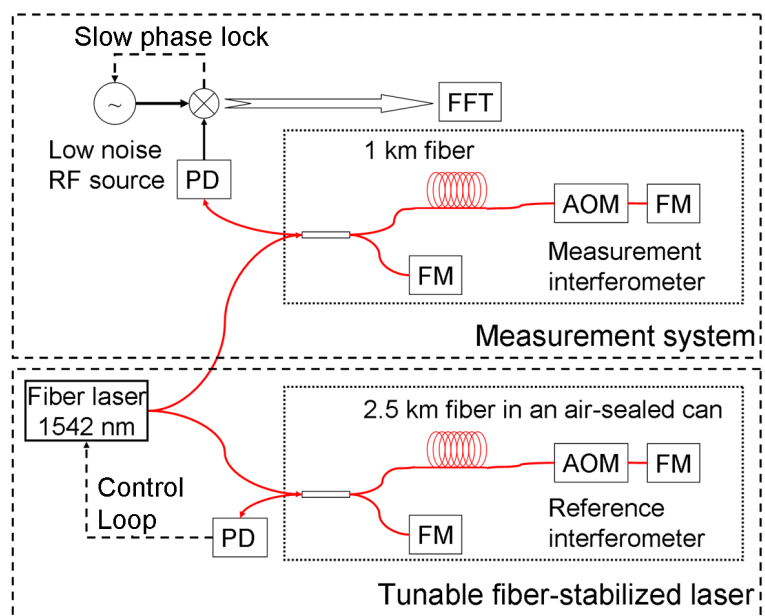 Slow phase lock
~
FFT
Low noise
RF source
PD
1 km fiber
AOM
FM
FM
Measurement
interferometer
Measurement system
Fiber laser
1542 nm
2.5 km fiber in an air-sealed can
AOM
FM
Control
Loop
PD
FM
Reference
interferometer
Tunable fiber-stabilized laser